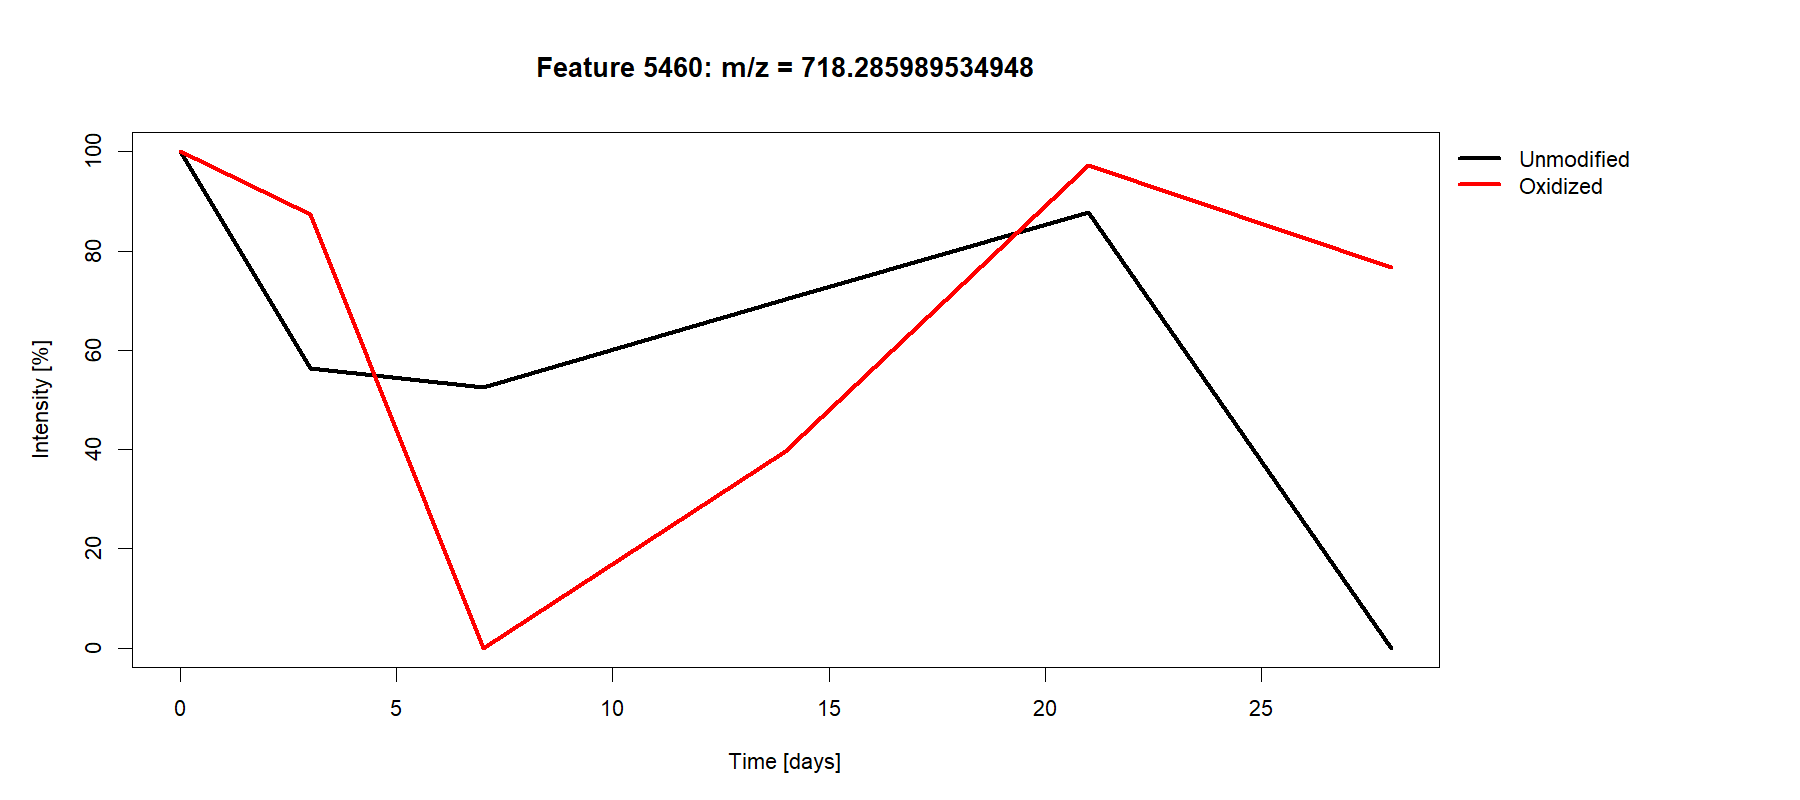 Feature 5460: m/z = 718.285989534948
Unmodified
Oxidized
100
80
60
40
20
0
Intensity [%]
0 5 10 15 20 25
Time [days]